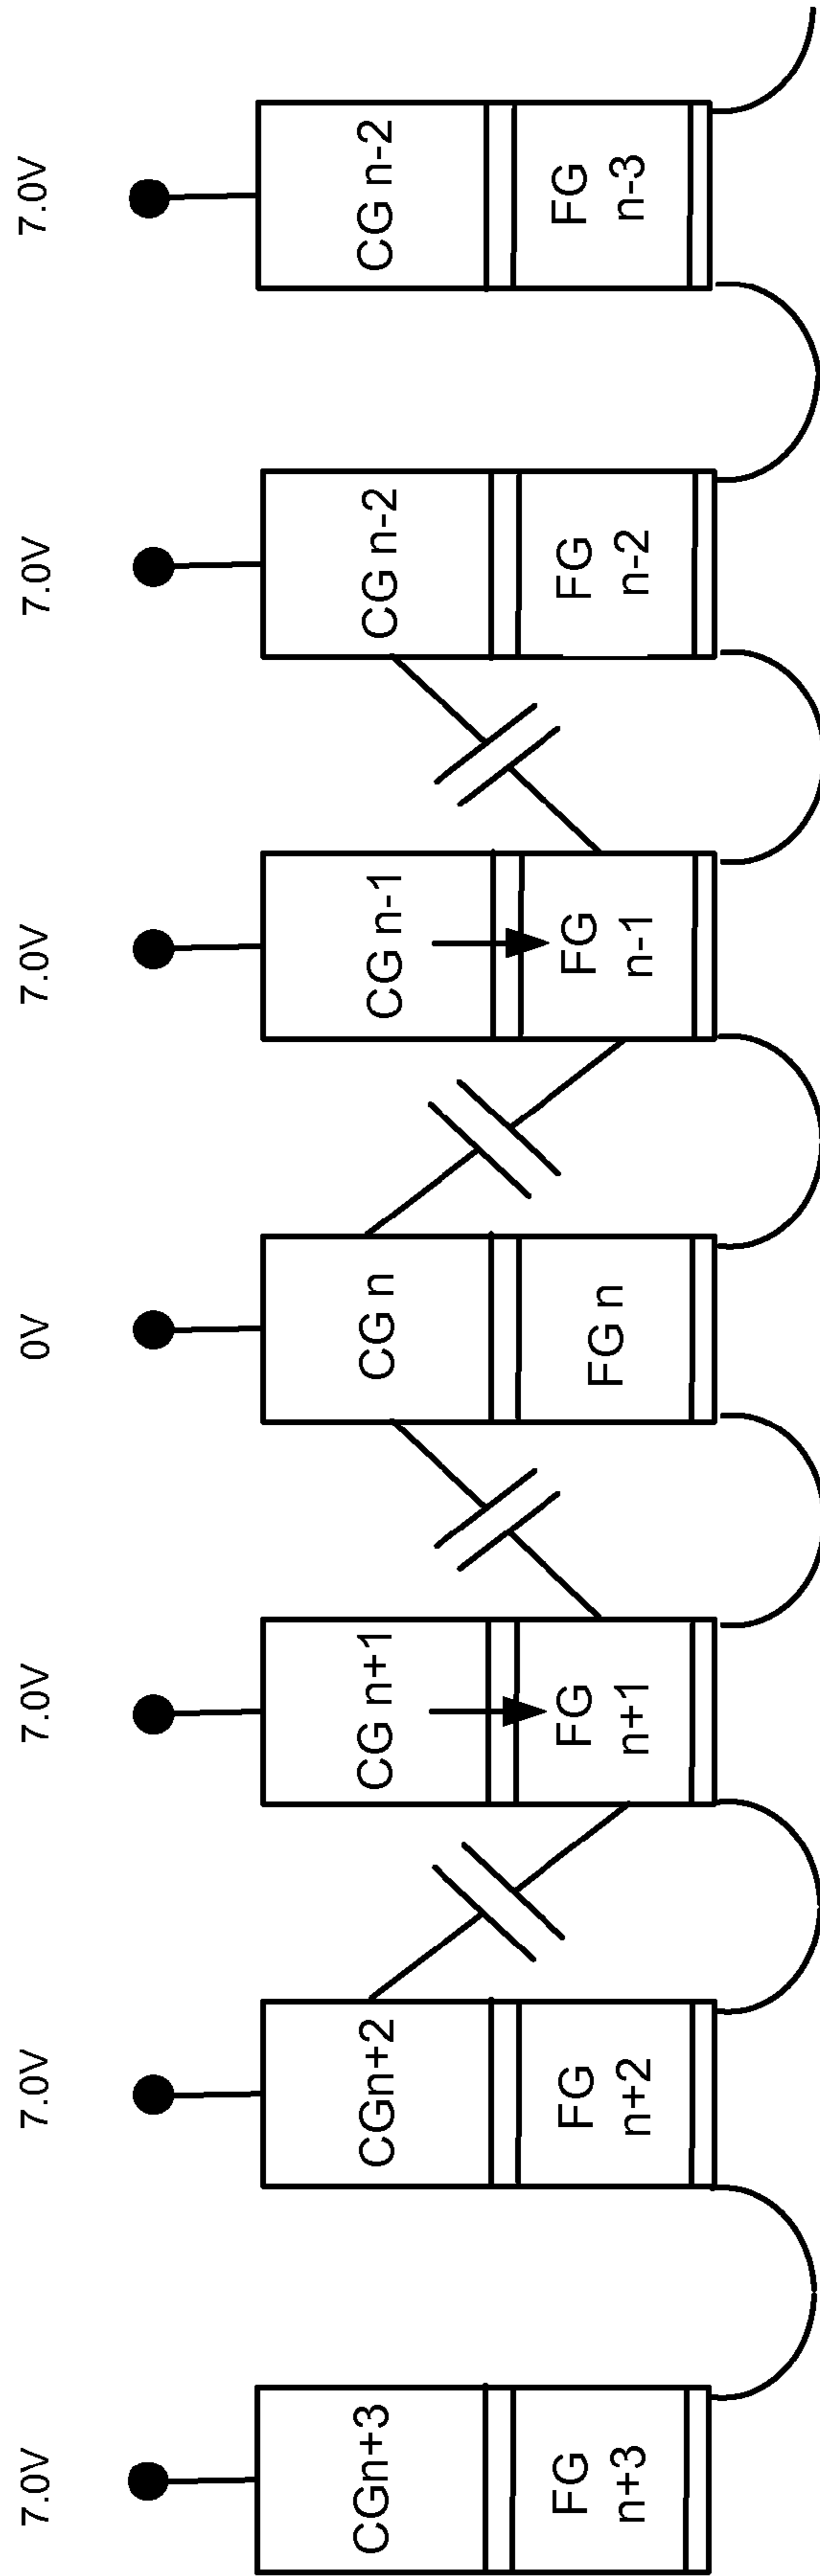 7.0V 7.0V 7.0V 0V 7.0V 7.0V 7.0V
CGn+3 CGn+2 CG n+1 CG n CG n-1 CG n-2 CG n-2
FG FG FG FG n FG FG FG
n+3 n+2 n+1 n-1 n-2 n-3